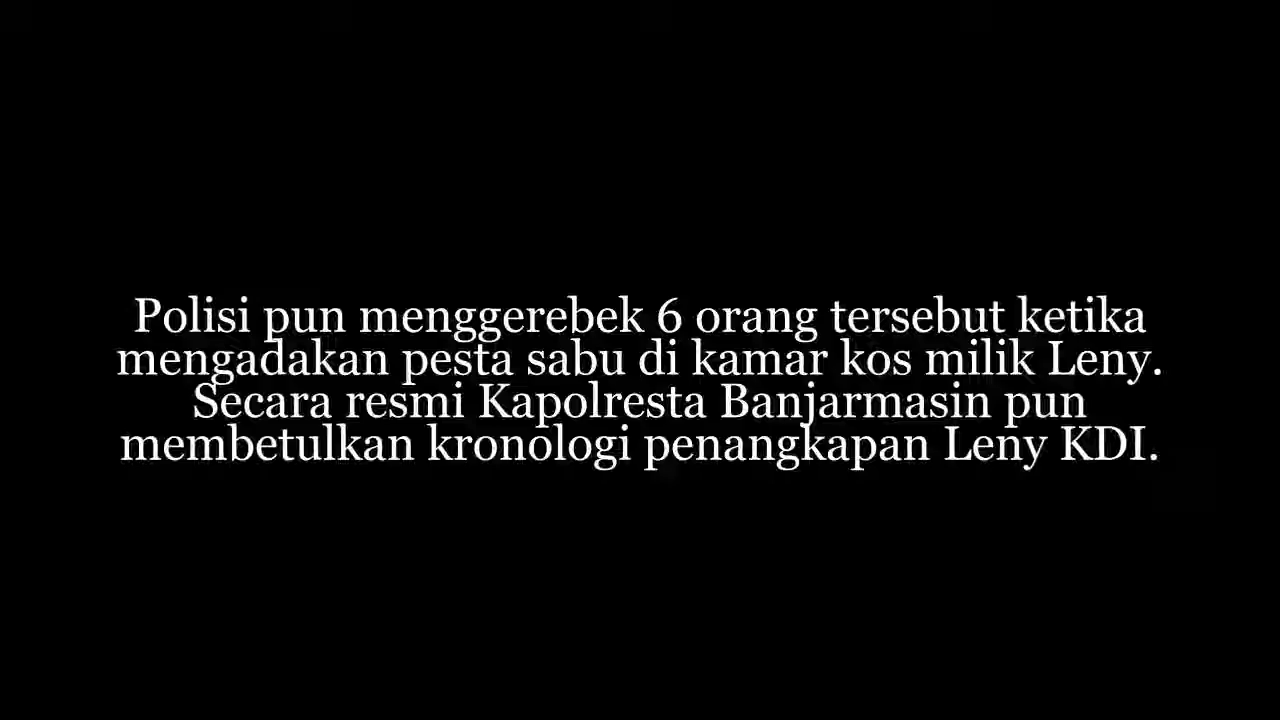 Polisi pun menggerebek 6 orang tersebut ketika
mengadakan pesta sabu di kamar kos milik Leny.
Secara resmi Kapolresta Banjarmasin pun
membetulkan kronologi penangkapan Leny KDI.